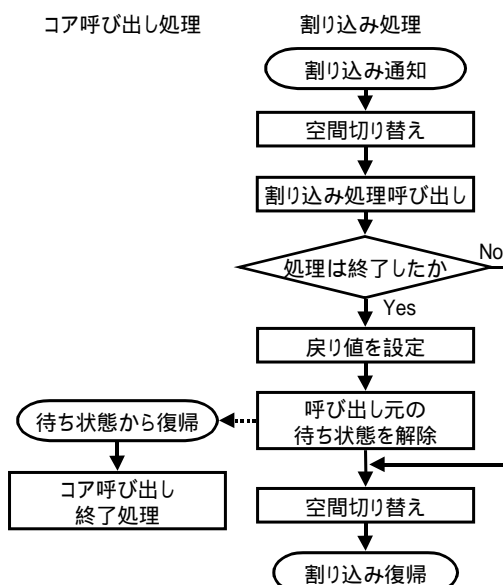 コア呼び出し処理
割り込み処理
割り込み通知
空間切り替え
割り込み処理呼び出し
処理は終了したか
No
Yes
戻り値を設定
呼び出し元の
待ち状態を解除
待ち状態から復帰
コア呼び出し
終了処理
空間切り替え
割り込み復帰